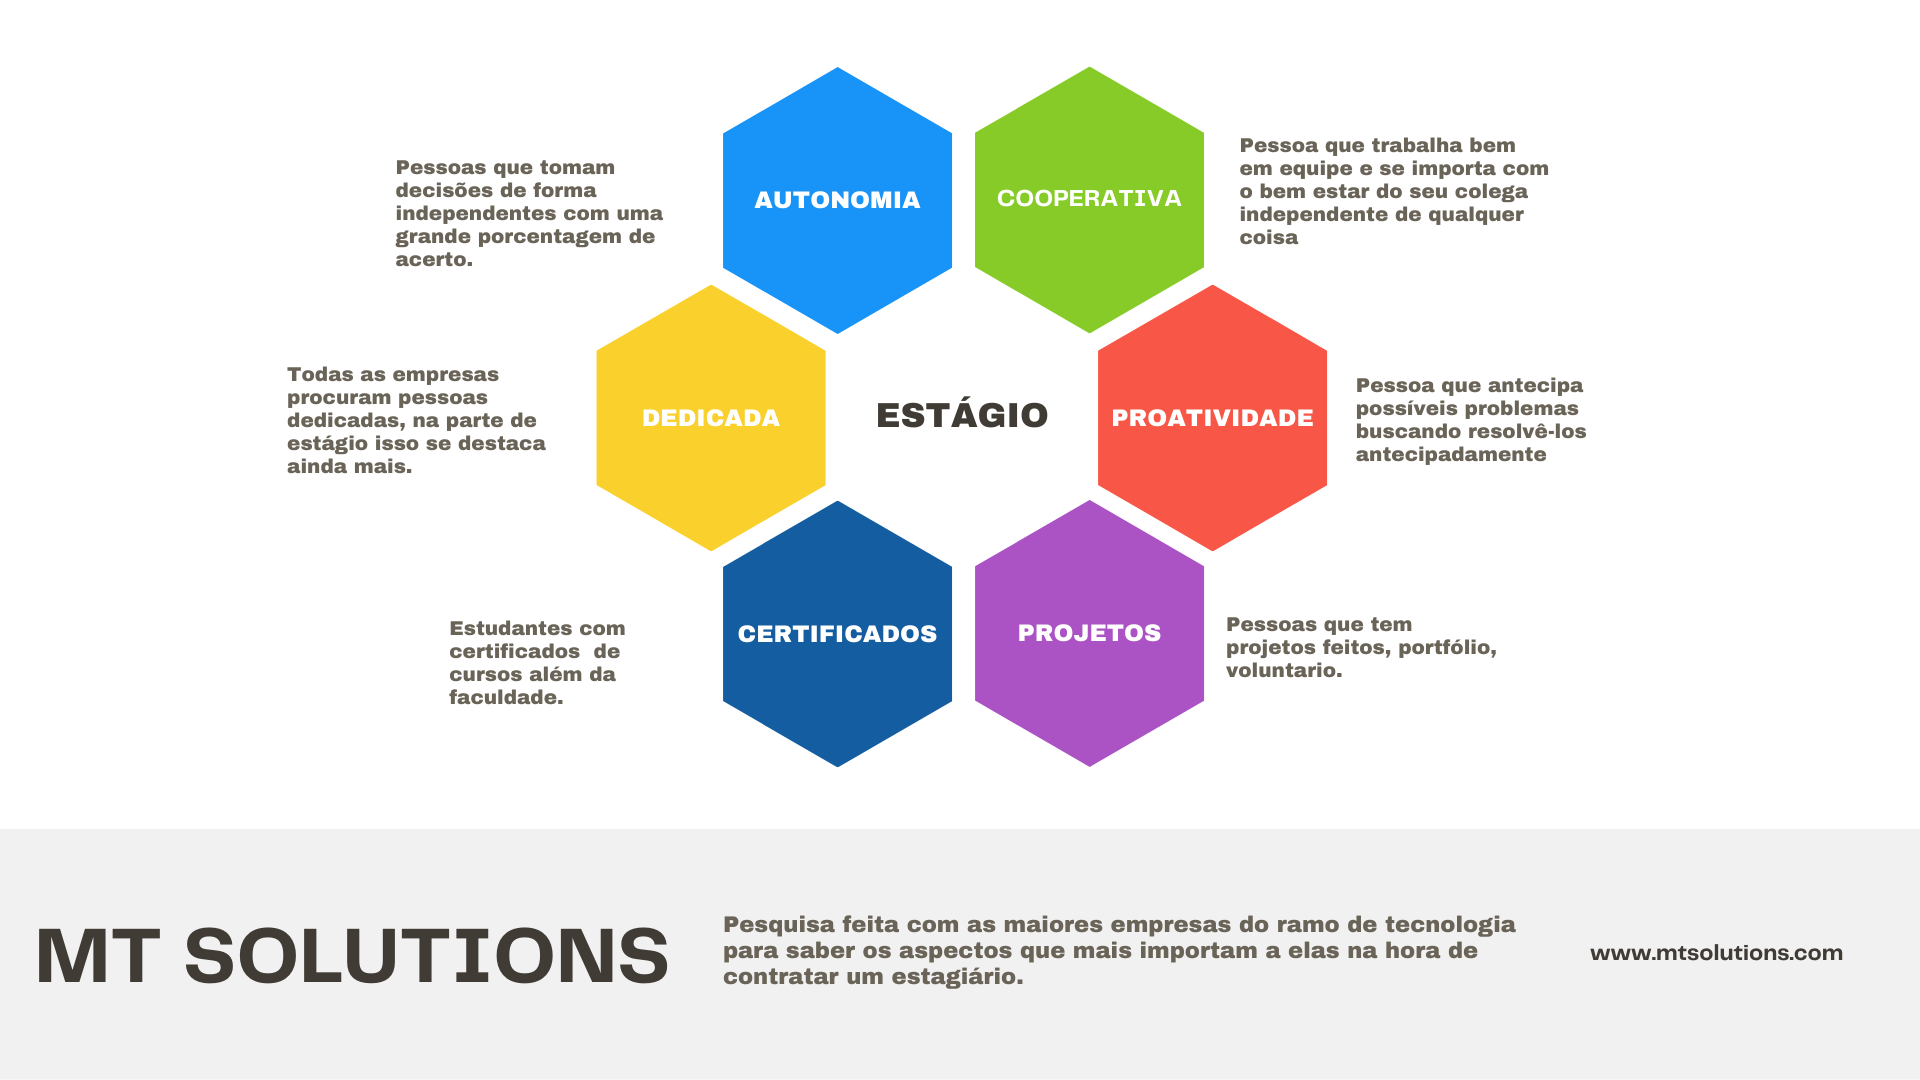 AUTONOMIA
Pessoas que tomam
decisões de forma
independentes com uma
grande porcentagem de
acerto.
COOPERATIVA
Pessoa que trabalha bem
em equipe e se importa com
o bem estar do seu colega
independente de qualquer
coisa
DEDICADA
Todas as empresas
procuram pessoas
dedicadas, na parte de
estágio isso se destaca
ainda mais.
ESTÁGIO
PROATIVIDADE
Pessoa que antecipa
possíveis problemas
buscando resolvê-los
antecipadamente
CERTIFICADOS
Estudantes com
certificados  de
cursos além da
faculdade.
PROJETOS
Pessoas que tem
projetos feitos, portfólio,
voluntario.
MT SOLUTIONS
Pesquisa feita com as maiores empresas do ramo de tecnologia
para saber os aspectos que mais importam a elas na hora de
contratar um estagiário.
www.mtsolutions.com